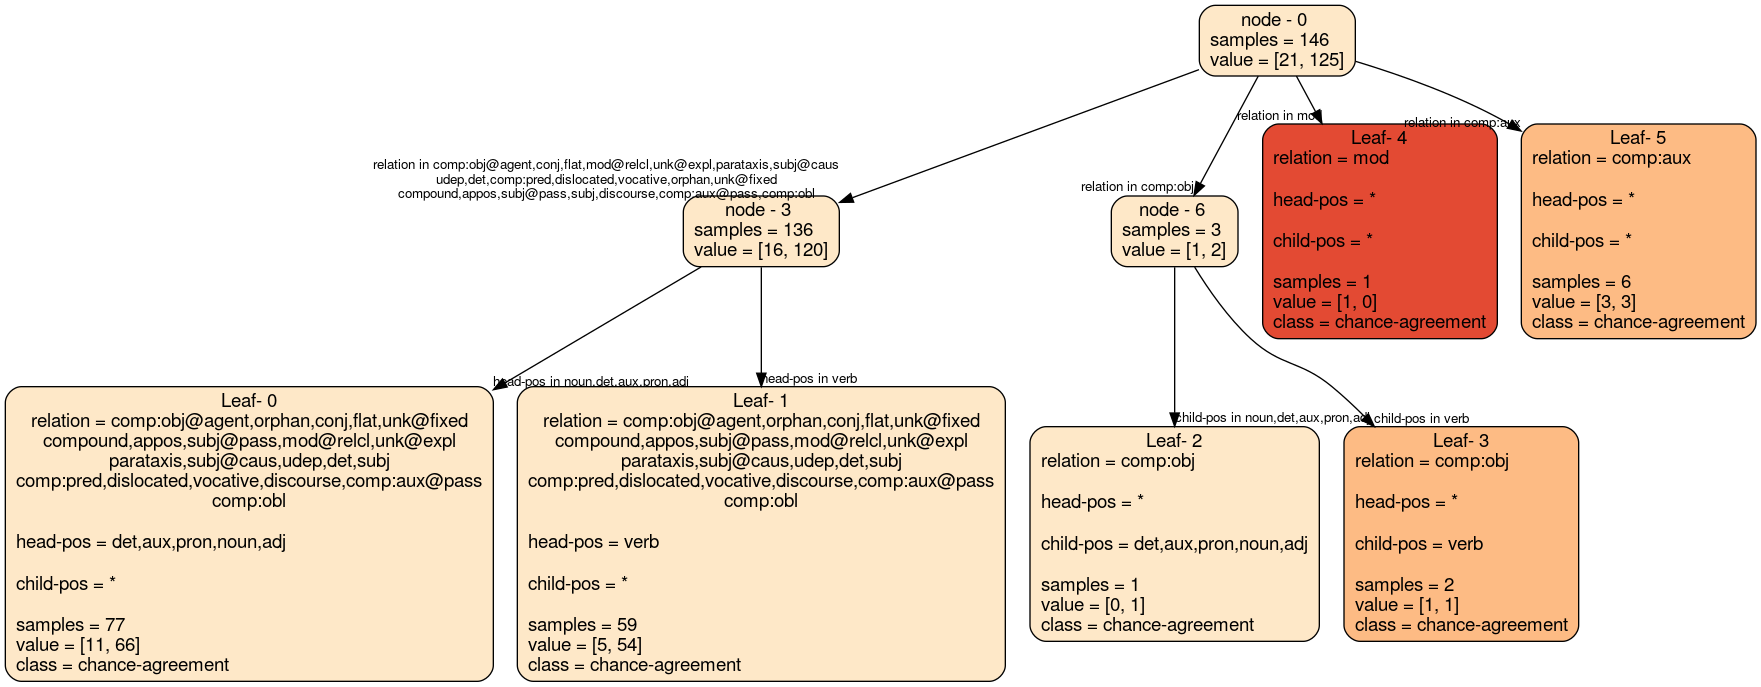 node - 0
samples = 146
value = [21, 125]
relation in comp:obj@agent,conj,flat,mod@relcl,unk@expl,parataxis,subj@caus
udep,det,comp:pred,dislocated,vocative,orphan,unk@fixed
compound,appos,subj@pass,subj,discourse,comp:aux@pass,comp:obl
relation in comp:obj
relation in mod
relation in comp:aux
node - 3
samples = 136
value = [16, 120]
node - 6
samples = 3
value = [1, 2]
Leaf- 4
relation = mod
head-pos = *
child-pos = *
samples = 1
value = [1, 0]
class = chance-agreement
Leaf- 5
relation = comp:aux
head-pos = *
child-pos = *
samples = 6
value = [3, 3]
class = chance-agreement
head-pos in noun,det,aux,pron,adj
head-pos in verb
child-pos in noun,det,aux,pron,adj
child-pos in verb
Leaf- 0
relation = comp:obj@agent,orphan,conj,flat,unk@fixed
compound,appos,subj@pass,mod@relcl,unk@expl
parataxis,subj@caus,udep,det,subj
comp:pred,dislocated,vocative,discourse,comp:aux@pass
comp:obl
head-pos = det,aux,pron,noun,adj
child-pos = *
samples = 77
value = [11, 66]
class = chance-agreement
Leaf- 1
relation = comp:obj@agent,orphan,conj,flat,unk@fixed
compound,appos,subj@pass,mod@relcl,unk@expl
parataxis,subj@caus,udep,det,subj
comp:pred,dislocated,vocative,discourse,comp:aux@pass
comp:obl
head-pos = verb
child-pos = *
samples = 59
value = [5, 54]
class = chance-agreement
Leaf- 2
relation = comp:obj
head-pos = *
child-pos = det,aux,pron,noun,adj
samples = 1
value = [0, 1]
class = chance-agreement
Leaf- 3
relation = comp:obj
head-pos = *
child-pos = verb
samples = 2
value = [1, 1]
class = chance-agreement